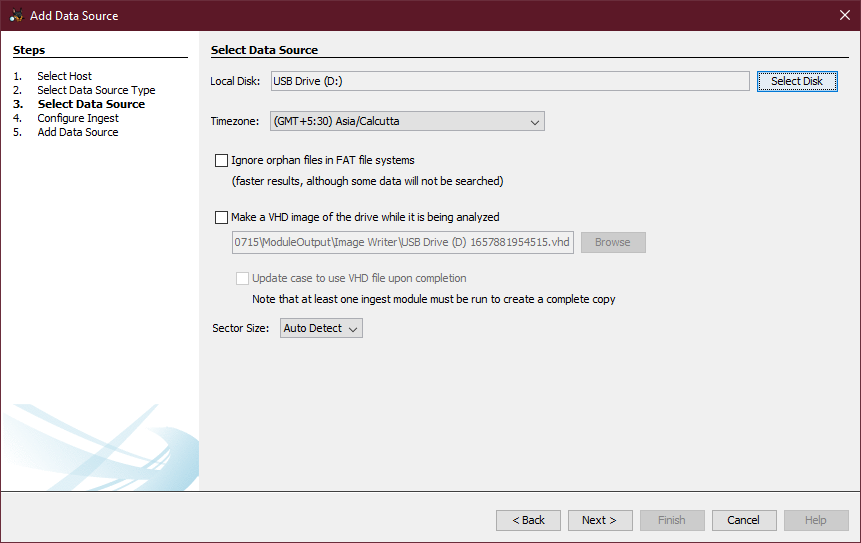 Add Data Source
Steps
1. Select Host
2. Select Data Source Type
3. Select Data Source
4. Configure Ingest
5. Add Data Source
Select Data Source
Local Disk: USB Drive (D:) Select Disk
Timezone: (GMT+5:30) Asia/Calcutta
Ignore orphan files in FAT file systems
(faster results, although some data will not be searched)
Make a VHD image of the drive while it is being analyzed
0715\ModuleOutput\Image Writer\USB Drive (D) 1657881954515.vhd Browse
Update case to use VHD file upon completion
Note that at least one ingest module must be run to create a complete copy
Sector Size: Auto Detect
< Back Next > Finish Cancel Help